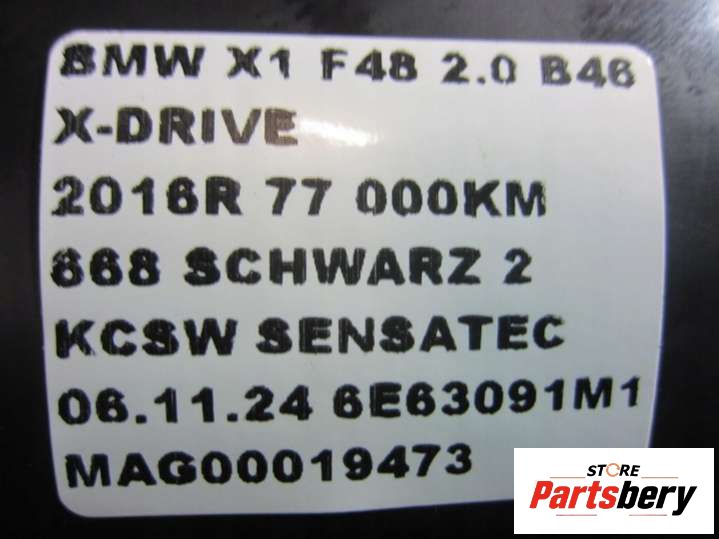 BMW X1 F48 2.0 B46
X-DRIVE
2016R 77 000KM
668 SCHWARZ 2
KCSW SENSATEC
06.11.24 6E63091M1
MAG00019473
STORE
Partsbery